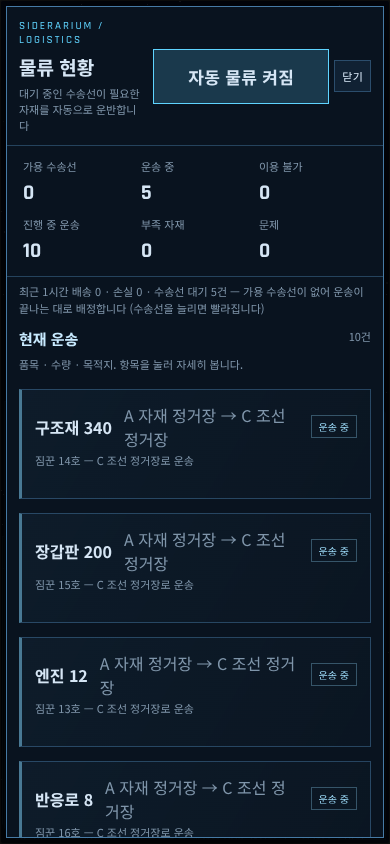 SIDERARIUM /
LOGISTICS
물류 현황
대기 중인 수송선이 필요한
자재를 자동으로 운반합니
다
자동 물류 켜짐
닫기
가용 수송선
운송 중
이용 불가
0
5
0
진행 중 운송
부족 자재
문제
10
0
0
최근 1시간 배송 0 · 손실 0 · 수송선 대기 5건 — 가용 수송선이 없어 운송이
끝나는 대로 배정합니다 (수송선을 늘리면 빨라집니다)
현재 운송
10건
품목 · 수량 · 목적지. 항목을 눌러 자세히 봅니다.
구조재 340
A 자재 정거장 → C 조선
정거장
운송 중
짐꾼 14호 — C 조선 정거장로 운송
장갑판 200
A 자재 정거장 → C 조선
정거장
운송 중
짐꾼 15호 — C 조선 정거장로 운송
엔진 12
A 자재 정거장 → C 조선 정거
장
운송 중
짐꾼 13호 — C 조선 정거장로 운송
반응로 8
A 자재 정거장 → C 조선 정
거장
운송 중
짐꾼 16호 — C 조선 정거장로 운송